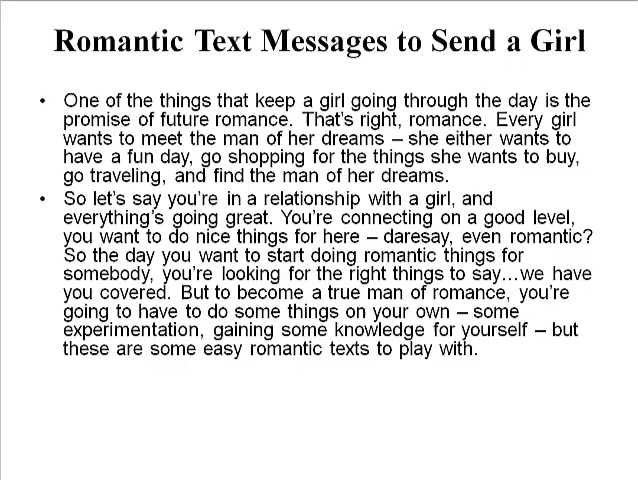 Romantic Text Messages to Send a Girl
• One of the things that keep a girl going through the day is the
promise of future romance. That's right, romance. Every girl
wants to meet the man of her dreams – she either wants to
have a fun day, go shopping for the things she wants to buy,
go traveling, and find the man of her dreams.
• So let's say you're in a relationship with a girl, and
everything's going great. You're connecting on a good level,
you want to do nice things for here – daresay, even romantic?
So the day you want to start doing romantic things for
somebody, you're looking for the right things to say…we have
you covered. But to become a true man of romance, you're
going to have to do some things on your own – some
experimentation, gaining some knowledge for yourself – but
these are some easy romantic texts to play with.